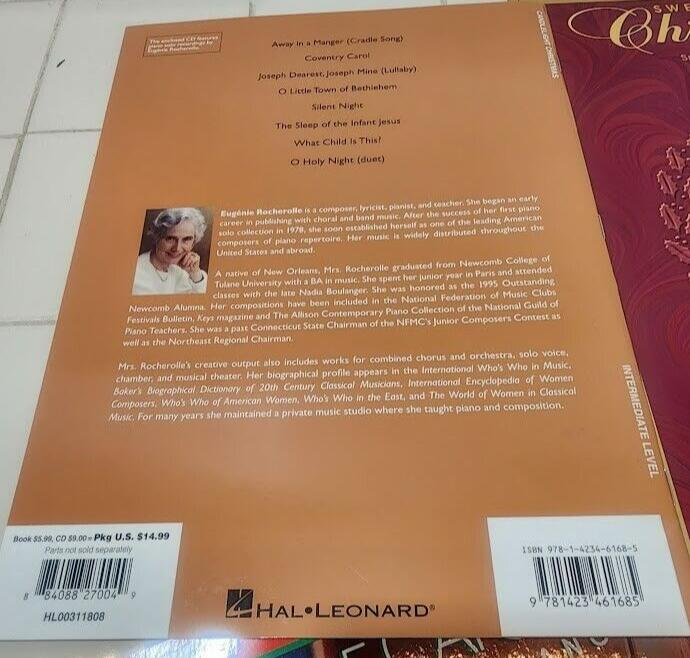 The enclosed CD features
piano solo recordings by
Eugénie Rocherolle.
Away in a Manger (Cradle Song)
Coventry Carol
Joseph Dearest, Joseph Mine (Lullaby)
O Little Town of Bethlehem
Silent Night
The Sleep of the Infant Jesus
What Child Is This?
O Holy Night (duet)
Eugénie Rocherolle is a composer, lyricist, pianist, and teacher. She began an early
career in publishing with choral and band music. After the success of her first piano
solo collection in 1978, she soon established herself as one of the leading American
composers of piano repertoire. Her music is widely distributed throughout the
United States and abroad.
A native of New Orleans, Mrs. Rocherolle graduated from Newcomb College of
Tulane University with a BA in music. She spent her junior year in Paris and attended
classes with the late Nadia Boulanger. She was honored as the 1995 Outstanding
Newcomb Alumna. Her compositions have been included in the National Federation of Music Clubs
Festivals Bulletin, Keys magazine and The Allison Contemporary Piano Collection of the National Guild of
Piano Teachers. She was a past Connecticut State Chairman of the NFMC's Junior Composers Contest as
well as the Northeast Regional Chairman.
Mrs. Rocherolle's creative output also includes works for combined chorus and orchestra, solo voice,
chamber, and musical theater. Her biographical profile appears in the International Who's Who in Music,
Baker's Biographical Dictionary of 20th Century Classical Musicians, International Encyclopedia of Women
Composers, Who's Who of American Women, Who's Who in the East, and The World of Women in Classical
Music. For many years she maintained a private music studio where she taught piano and composition.
Book $5.99, CD $9.00 = Pkg U.S. $14.99
Parts not sold separately
8 84088 27004 9
HL00311808
HAL•LEONARD®
ISBN 978-1-4234-6168-5
9 781423 461685
CANDLELIGHT CHRISTMAS
INTERMEDIATE LEVEL
SWE
Ch